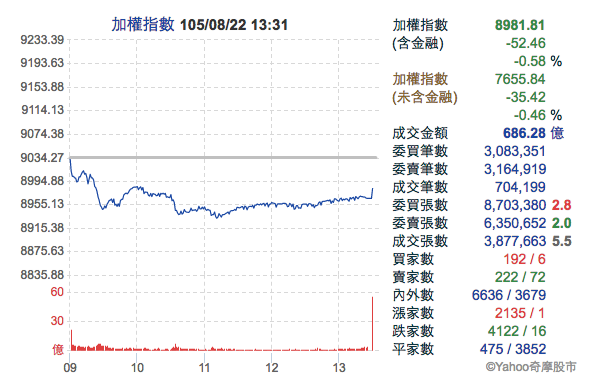 加權指數 105/08/22 13:31
9233.39
9193.63
9153.88
9114.13
9074.38
9034.27
8994.88
8955.13
8915.38
8875.63
8835.88
60
30
億
09 10 11 12 13
加權指數 8981.81
(含金融) -52.46
-0.58 %
加權指數 7655.84
(未含金融) -35.42
-0.46 %
成交金額 686.28 億
委買筆數 3,083,351
委賣筆數 3,164,919
成交筆數 704,199
委買張數 8,703,380 2.8
委賣張數 6,350,652 2.0
成交張數 3,877,663 5.5
買家數 192 / 6
賣家數 222 / 72
內外數 6636 / 3679
漲家數 2135 / 1
跌家數 4122 / 16
平家數 475 / 3852
©Yahoo奇摩股市